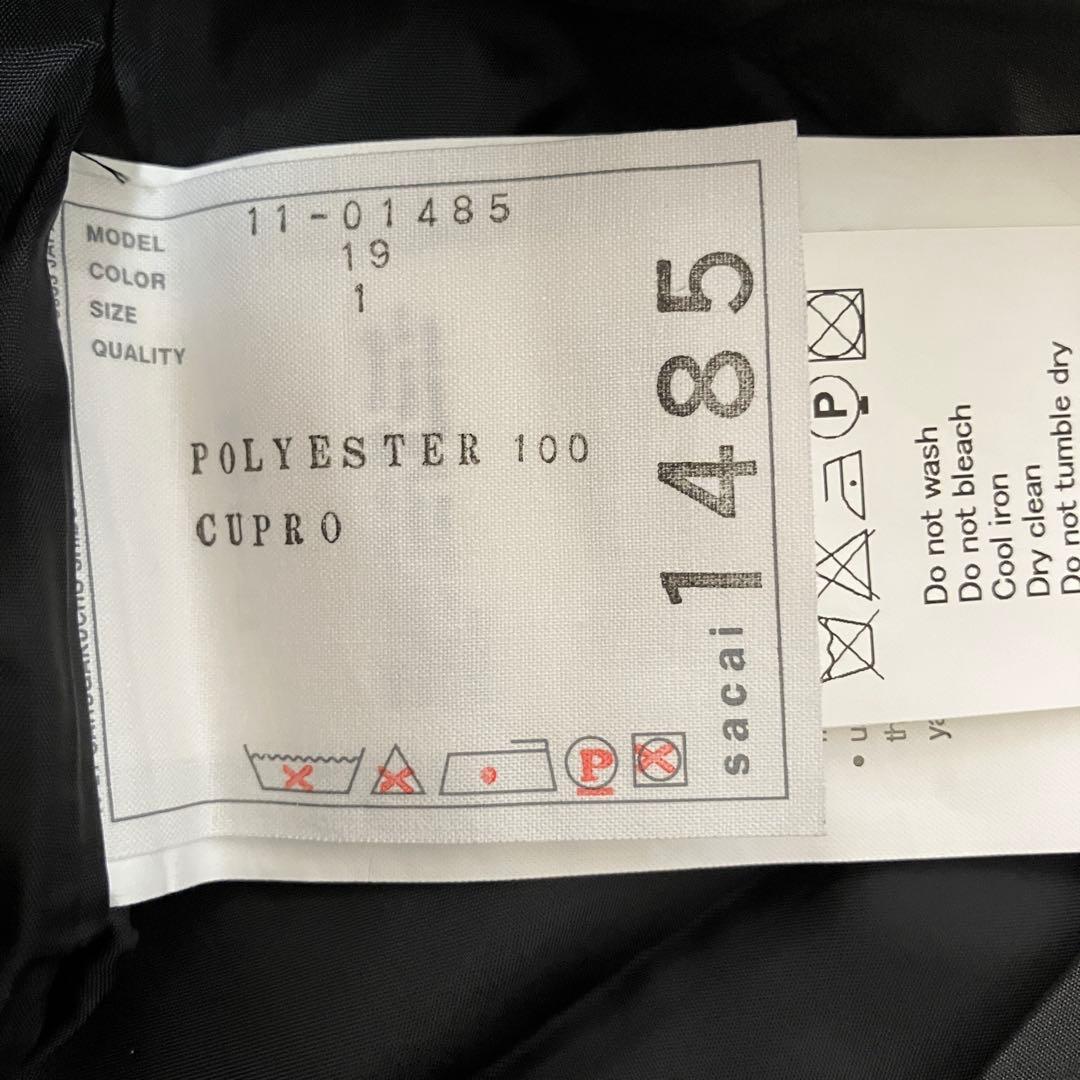 MODEL 11-01485
COLOR 19
SIZE 1
QUALITY
POLYESTER 100
CUPRO
P
sacai 1485
P
Do not wash
Do not bleach
Cool iron
Dry clean
Do not tumble dry